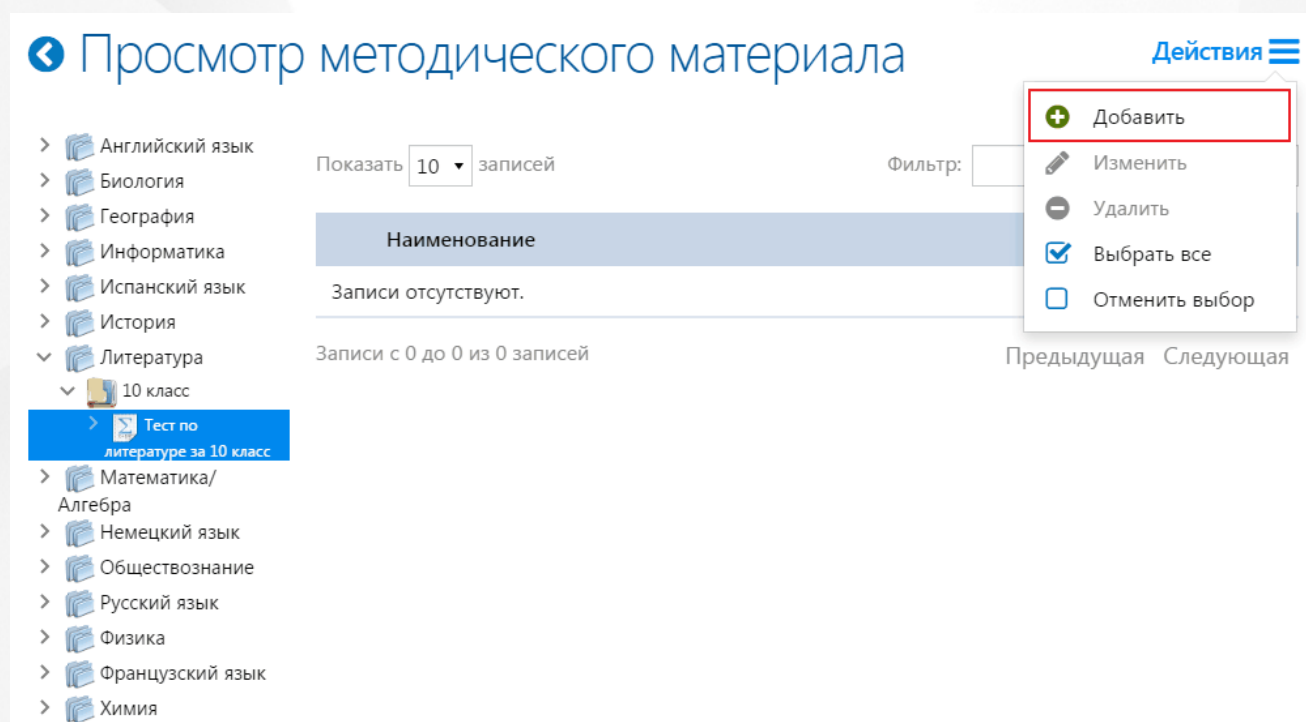 Просмотр методического материала
Действия
Добавить
Изменить
Удалить
Выбрать все
Отменить выбор
Английский язык
Биология
География
Информатика
Испанский язык
История
Литература
10 класс
Тест по
литературе за 10 класс
Математика/
Алгебра
Немецкий язык
Обществознание
Русский язык
Физика
Французский язык
Химия
Показать 10 записей
Фильтр:
Наименование
Записи отсутствуют.
Записи с 0 до 0 из 0 записей
Предыдущая Следующая